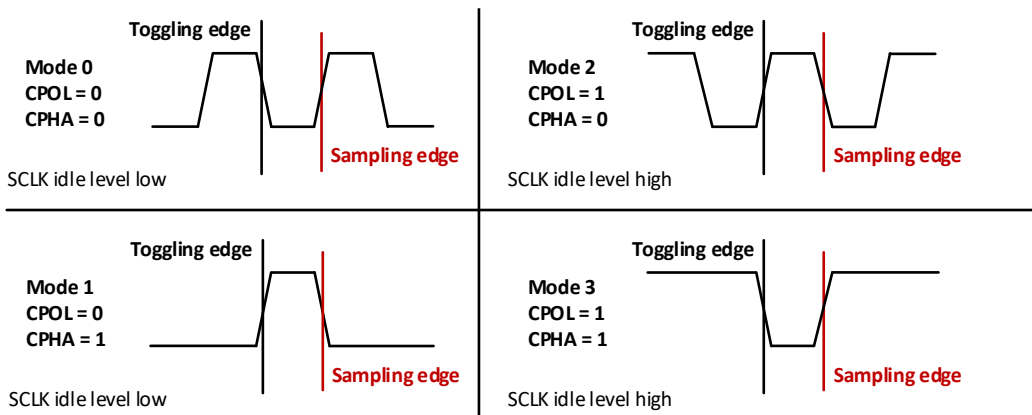 Toggling edge
Mode 0
CPOL = 0
CPHA = 0
Sampling edge
SCLK idle level low
Toggling edge
Mode 2
CPOL = 1
CPHA = 0
Sampling edge
SCLK idle level high
Toggling edge
Mode 1
CPOL = 0
CPHA = 1
Sampling edge
SCLK idle level low
Toggling edge
Mode 3
CPOL = 1
CPHA = 1
Sampling edge
SCLK idle level high